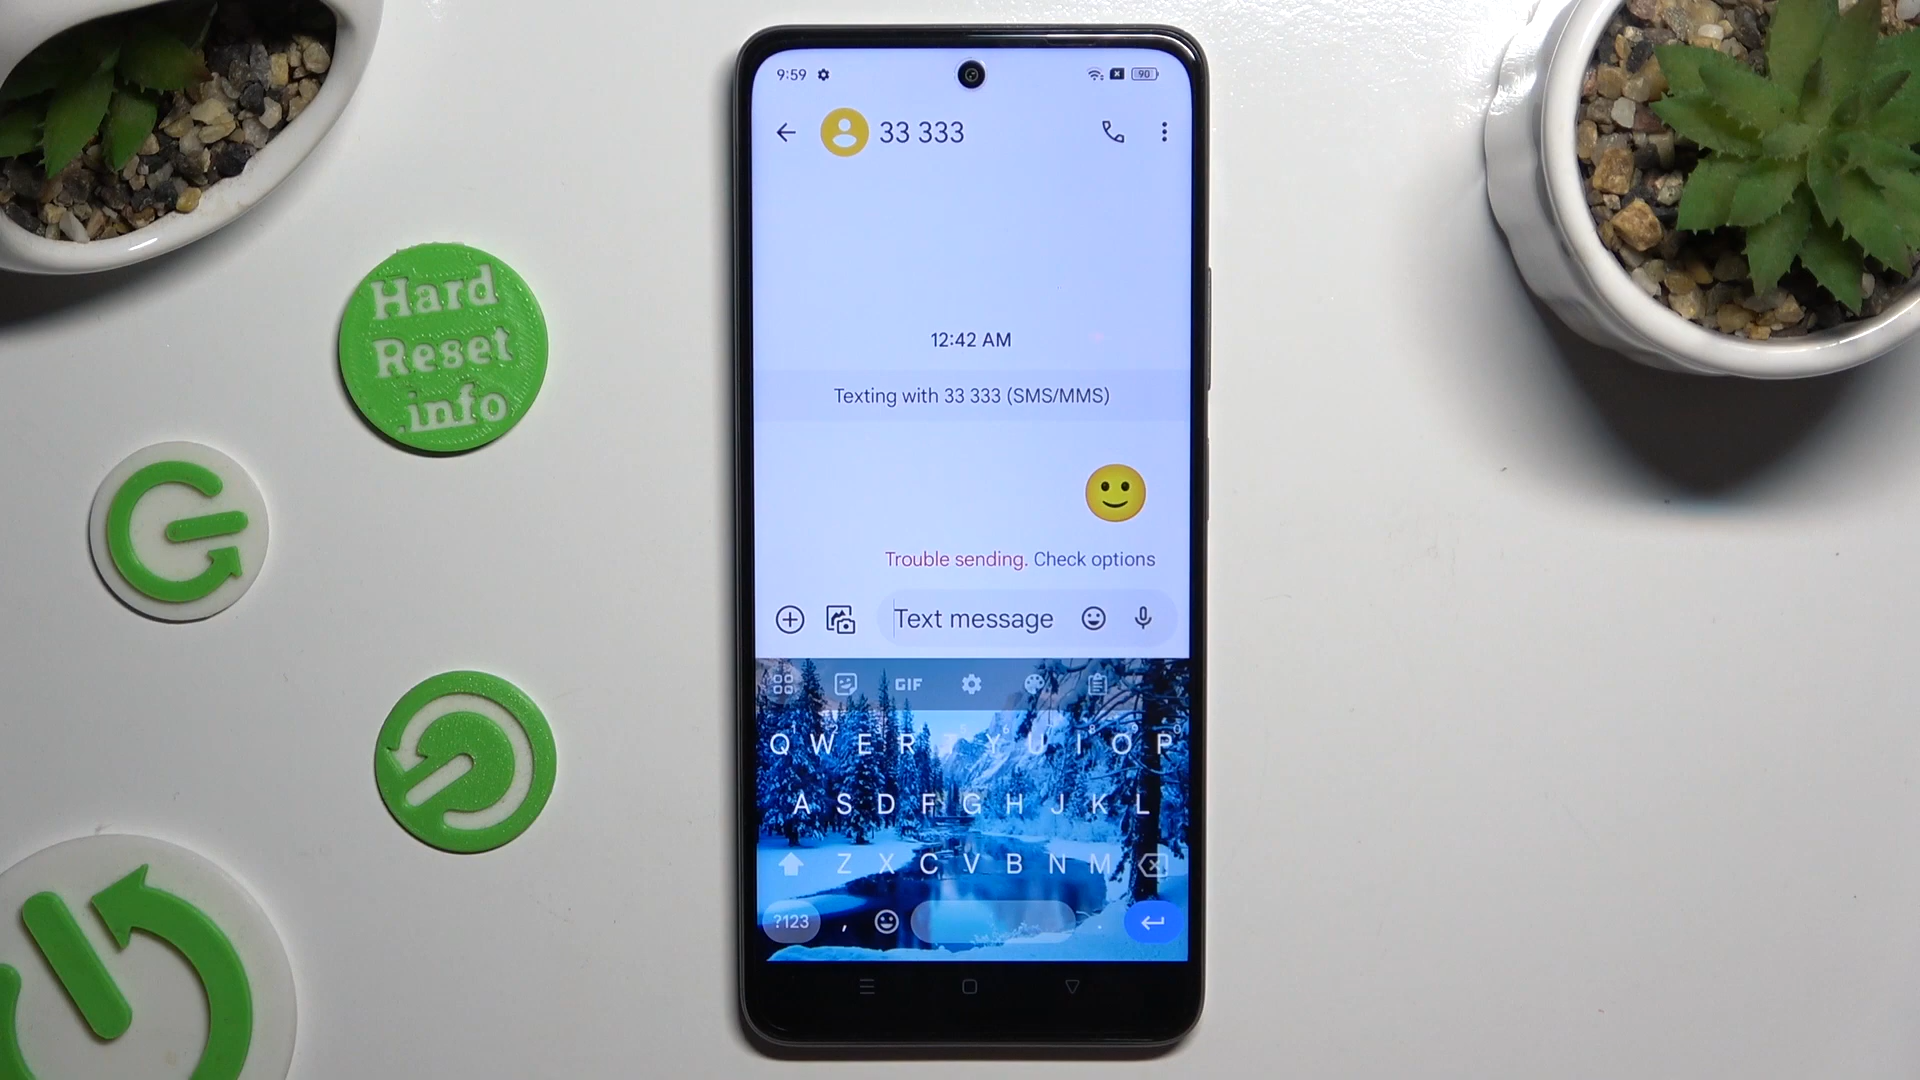 Hard
Reset
.info
9:59
90
33 333
12:42 AM
Texting with 33 333 (SMS/MMS)
Trouble sending. Check options
Text message
GIF
Q W E R T Y U I O P
A S D F G H J K L
Z X C V B N M
?123 , .